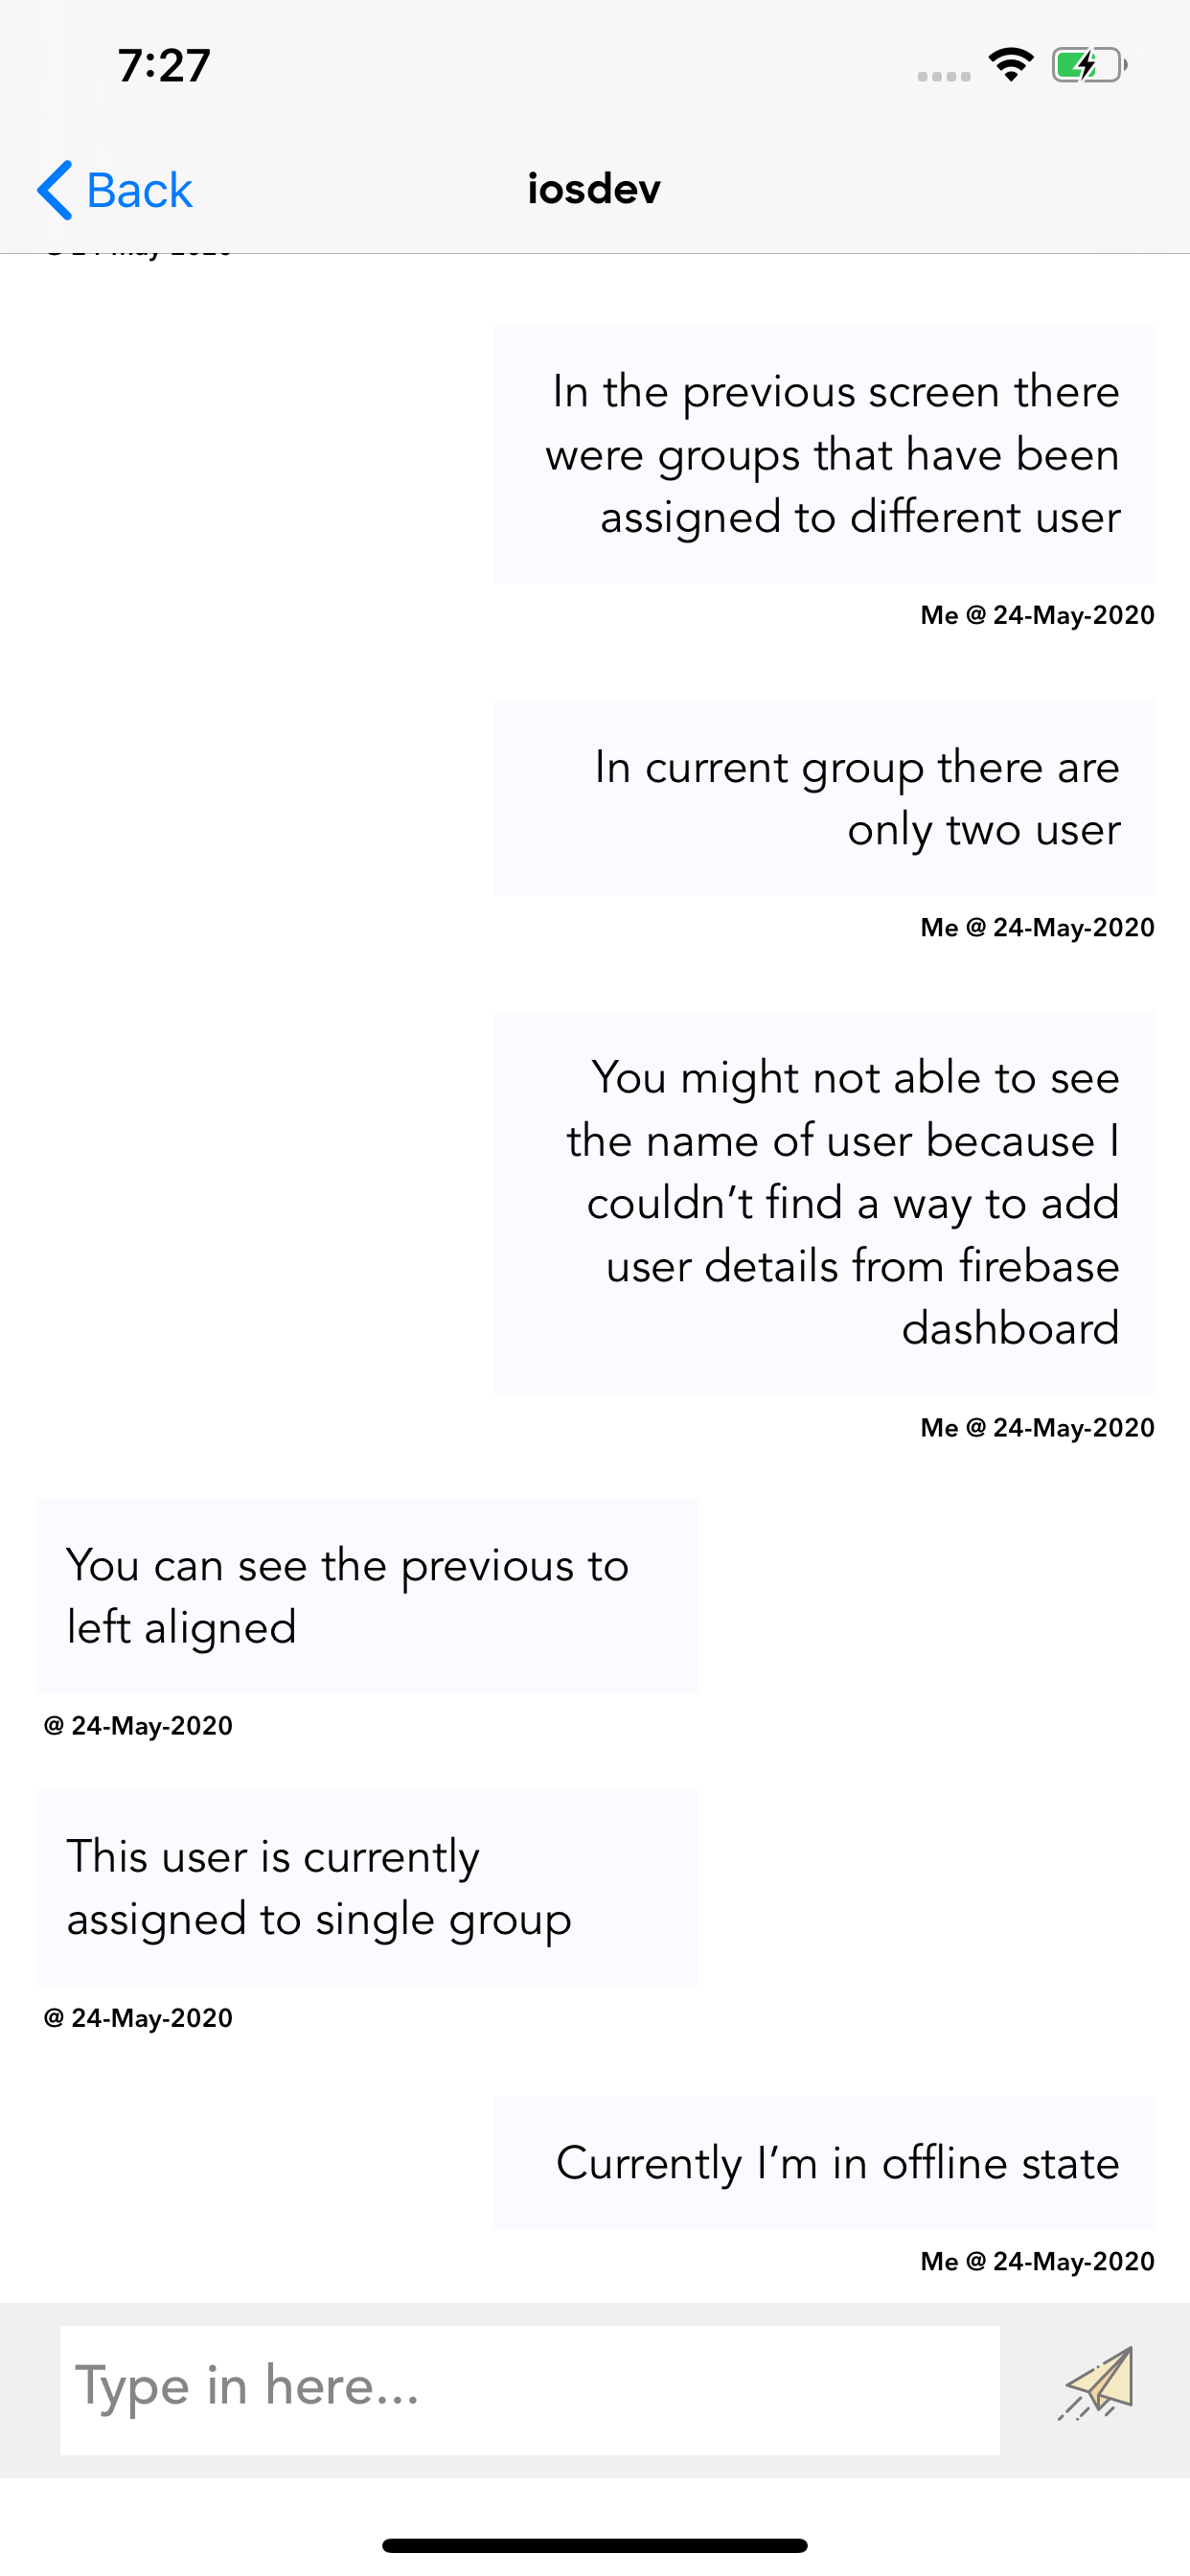 7:27
Back
iosdev
In the previous screen there
were groups that have been
assigned to different user
Me @ 24-May-2020
In current group there are
only two user
Me @ 24-May-2020
You might not able to see
the name of user because I
couldn’t find a way to add
user details from firebase
dashboard
Me @ 24-May-2020
You can see the previous to
left aligned
@ 24-May-2020
This user is currently
assigned to single group
@ 24-May-2020
Currently I’m in offline state
Me @ 24-May-2020
Type in here...